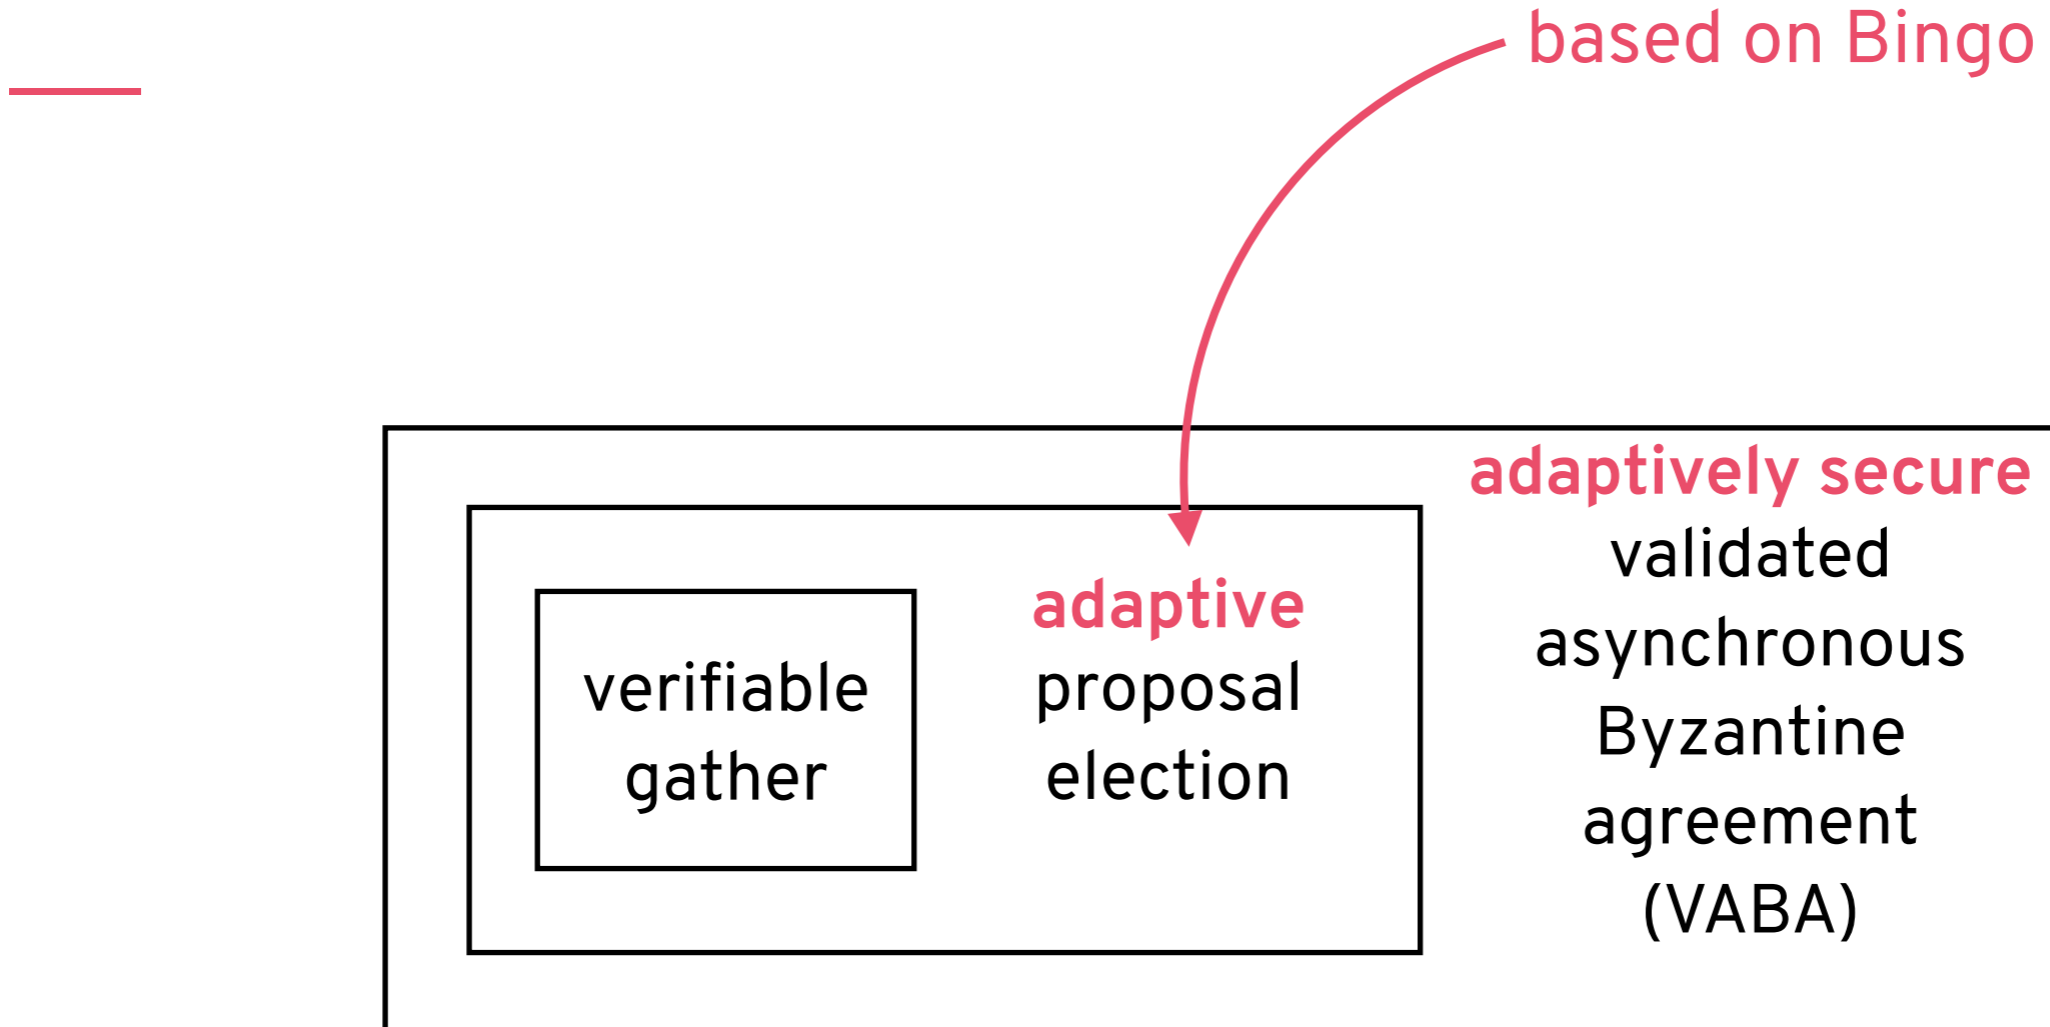 based on Bingo
adaptively secure
validated
asynchronous
Byzantine
agreement
(VABA)
adaptive
proposal
election
verifiable
gather